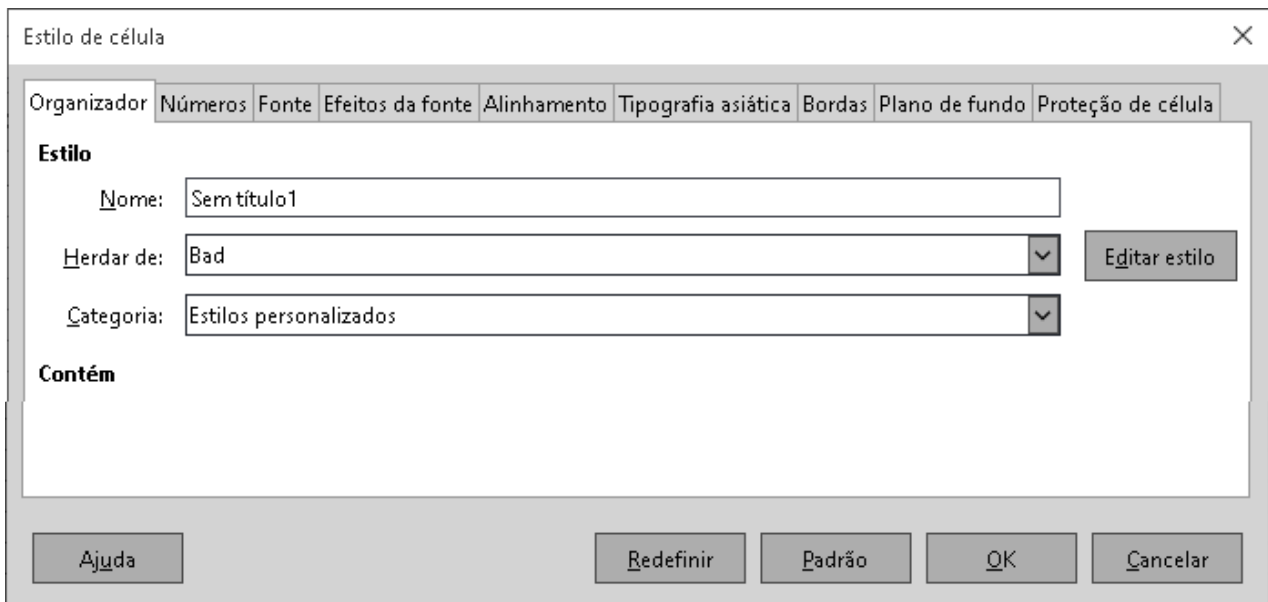 Estilo de célula
Organizador Números Fonte Efeitos da fonte Alinhamento Tipografia asiática Bordas Plano de fundo Proteção de célula
Estilo
Nome: Sem título1
Herdar de: Bad Editar estilo
Categoria: Estilos personalizados
Contém
Ajuda Redefinir Padrão OK Cancelar